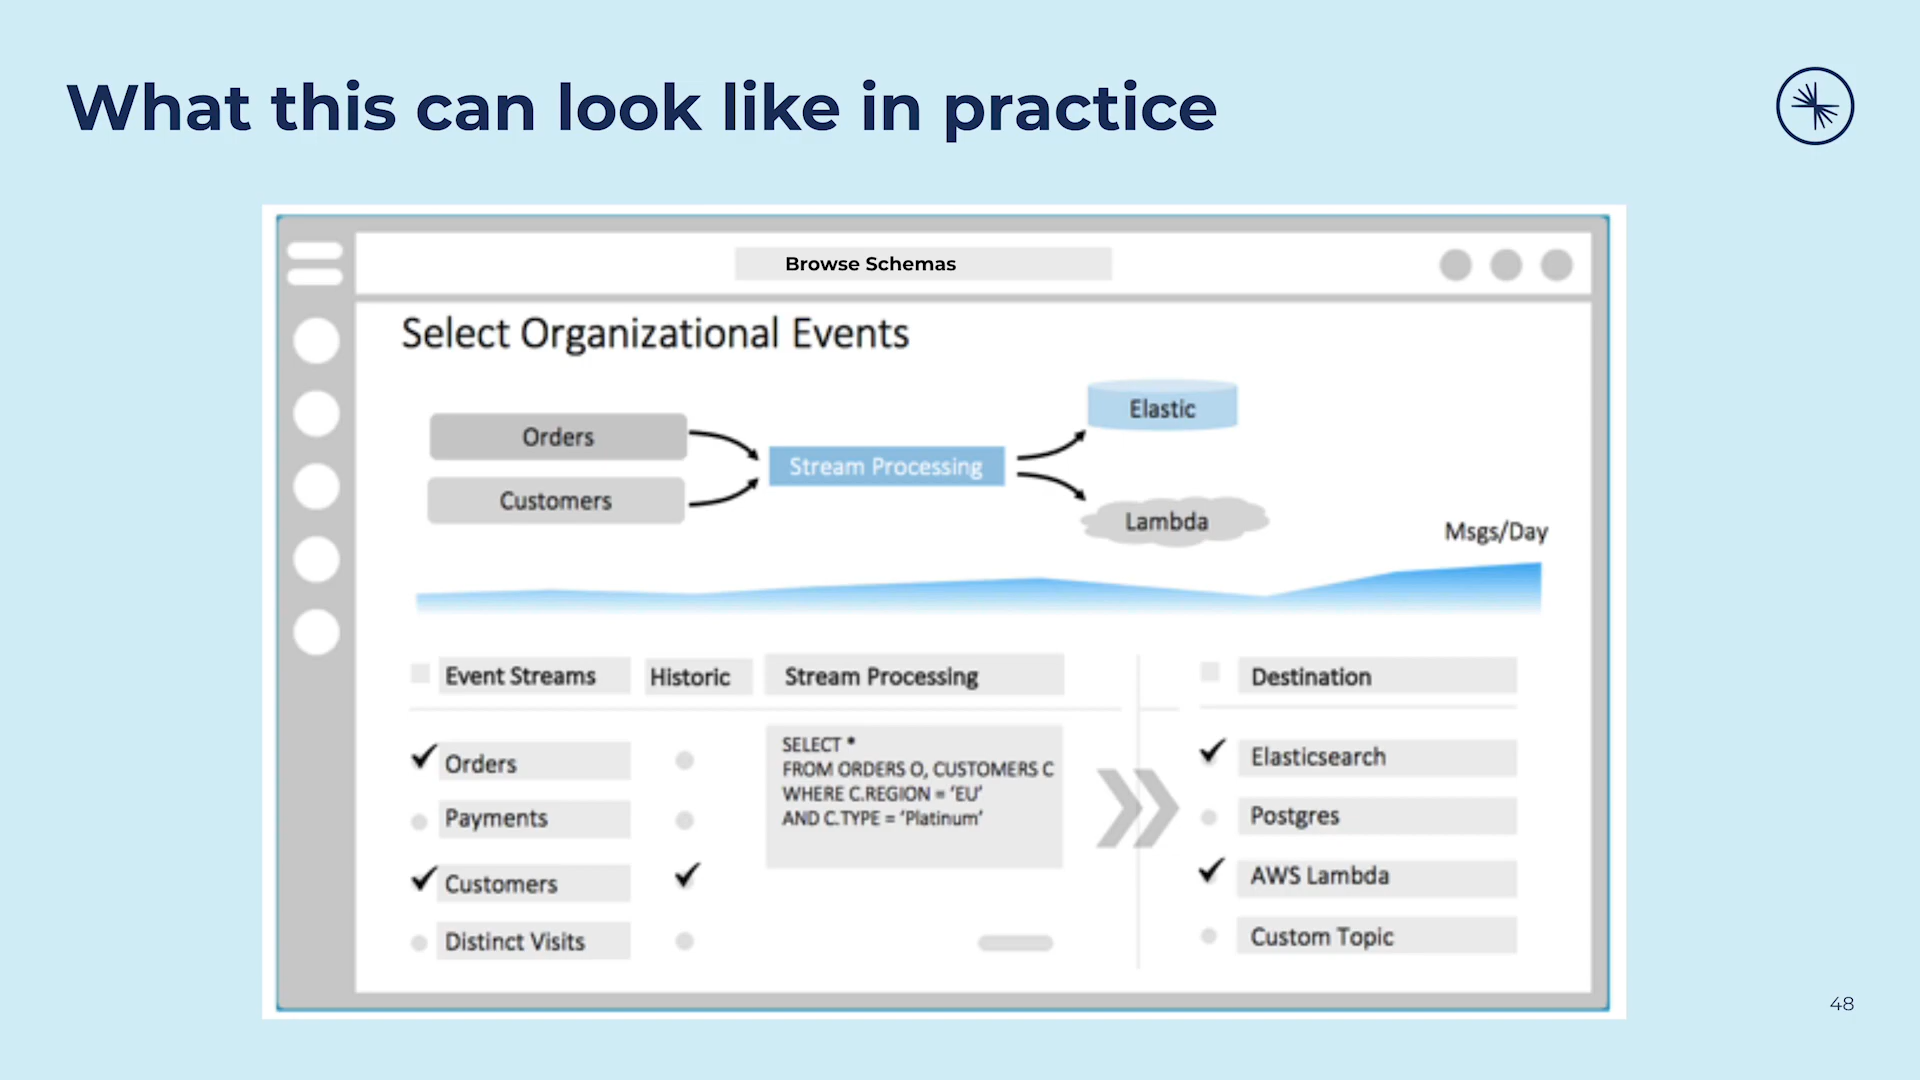 What this can look like in practice
Browse Schemas
Select Organizational Events
Orders
Customers
Stream Processing
Elastic
Lambda
Msgs/Day
Event Streams
Historic
Stream Processing
Destination
Orders
Payments
Customers
Distinct Visits
SELECT *
FROM ORDERS O, CUSTOMERS C
WHERE C.REGION = ‘EU’
AND C.TYPE = ‘Platinum’
Elasticsearch
Postgres
AWS Lambda
Custom Topic
48